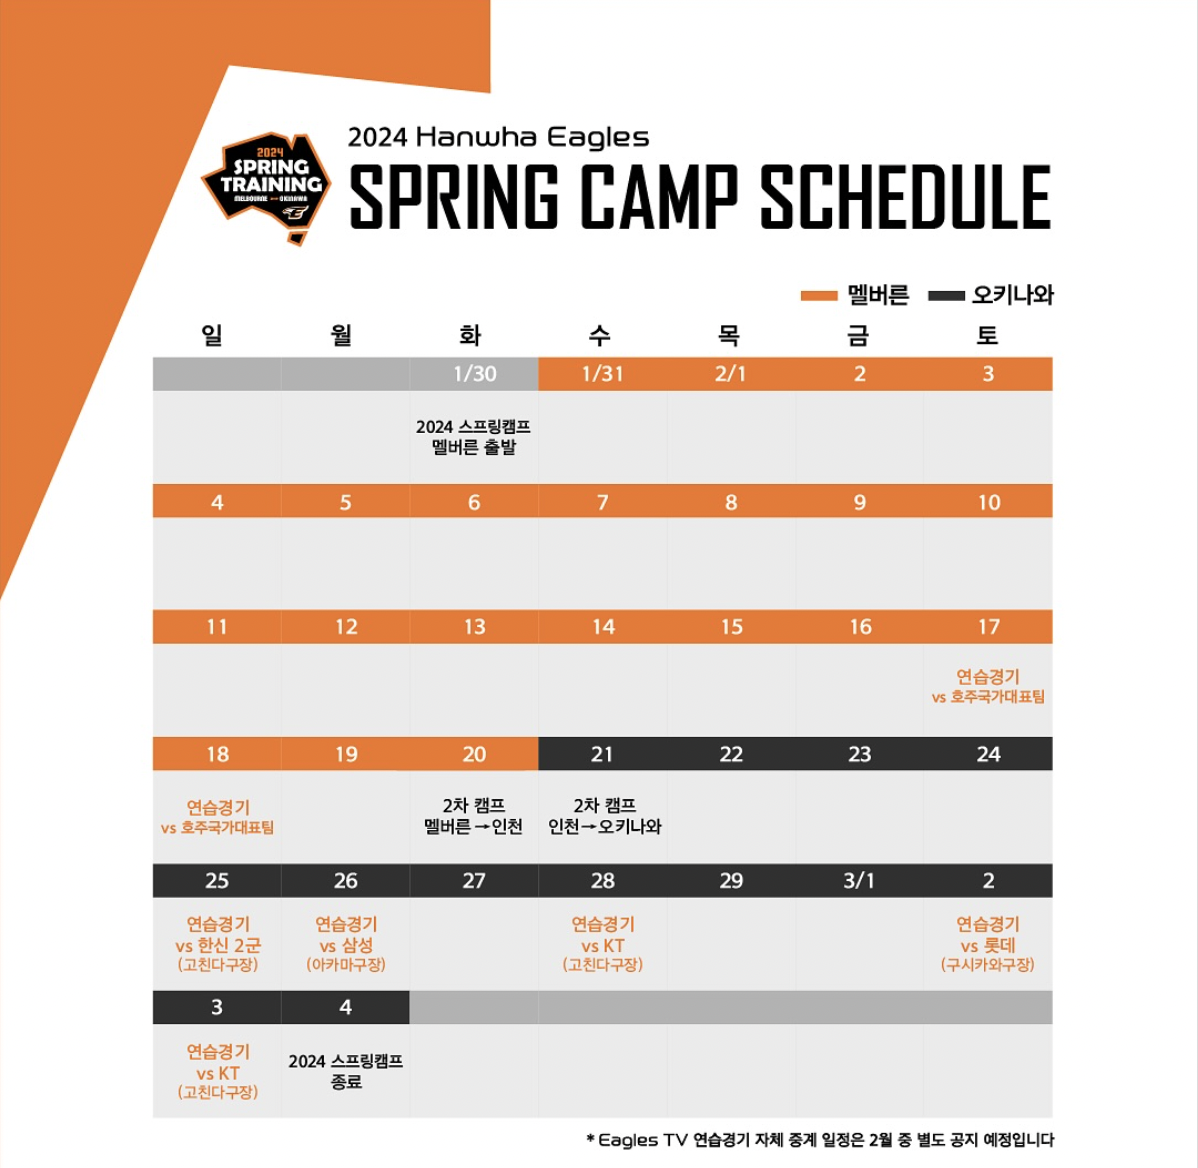 2024 Hanwha Eagles
SPRING CAMP SCHEDULE
2024
SPRING
TRAINING
MELBOURNE OKINAWA
멜버른 오키나와
일 월 화 수 목 금 토
1/30 1/31 2/1 2 3
2024 스프링캠프
멜버른 출발
4 5 6 7 8 9 10
11 12 13 14 15 16 17
연습경기
vs 호주국가대표팀
18 19 20 21 22 23 24
연습경기
vs 호주국가대표팀
2차 캠프
멜버른→인천
2차 캠프
인천→오키나와
25 26 27 28 29 3/1 2
연습경기
vs 한신 2군
(고친다구장)
연습경기
vs 삼성
(아카마구장)
연습경기
vs KT
(고친다구장)
연습경기
vs 롯데
(구시카와구장)
3 4
연습경기
vs KT
(고친다구장)
2024 스프링캠프
종료
* Eagles TV 연습경기 자체 중계 일정은 2월 중 별도 공지 예정입니다